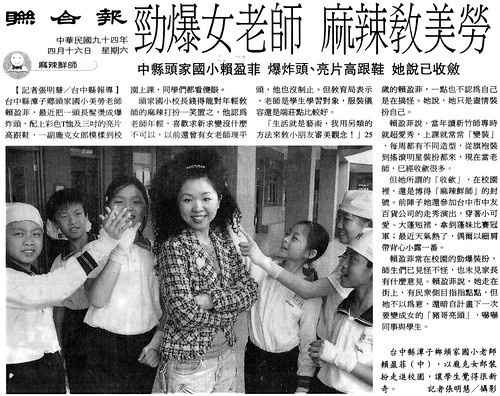 聯合報
中華民國九十四年
四月十六日 星期六
麻辣鮮師
勁爆女老師 麻辣教美勞
中縣頭家國小賴盈菲 爆炸頭、亮片高跟鞋 她說已收斂
【記者張明慧/台中縣報導】
台中縣潭子鄉頭家國小美勞老師
賴盈菲,最近把一頭長髮燙成爆
炸頭,配上彩色T恤及三吋的亮片
高跟鞋,一副龐克女郎模樣到校
園上課,同學們都看傻眼。
頭家國小校長錢得龍對年輕教
師的麻辣打扮一笑置之,他認為
老師年輕,喜歡求新求變沒什麼
不可以,以前還曾有女老師理平
頭,他也沒制止。但教育局表示
,老師是學生學習對象,服裝儀
容還是端莊點比較好。
「生活就是藝術,我用另類的
方法來教小朋友審美觀念!」25
歲的賴盈菲,一點不認為自己
是在搞怪。她說,她只是盡情裝
扮自己。
賴盈菲說,當年讀新竹師專時
就超愛秀,上課就常常「變裝」
,每周都有不同造型,從旗袍裝
到搖滾明星裝扮都來,現在當老
師,已經收斂很多。
但她所謂的「收斂」,在校園
裡,還是博得「麻辣鮮師」的封
號。前陣子她還參加台中市中友
百貨公司的走秀演出,穿著小可
愛、大蓬短裙,拿到蓬妹比賽冠
軍;最近天氣熱了,偶爾以細肩
帶背心小露一番。
賴盈菲常在校園的勁爆裝扮,
師生們已見怪不怪,也未見家長
有什麼意見。賴盈菲說,她走在
街上,有民眾側目指指點點,但
她不以為意,還暗自計畫下一次
要變成女的「豬哥亮頭」,嚇嚇
同事與學生。
台中縣潭子鄉頭家國小老師
賴盈菲(中),以龐克女郎裝
扮走進校園,讓學生覺得很新
奇。 記者張明慧/攝影